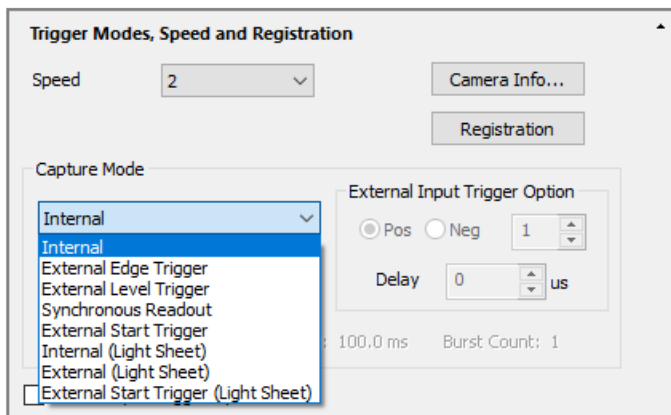 Trigger Modes, Speed and Registration
Speed
2
Camera Info...
Registration
Capture Mode
Internal
External Input Trigger Option
Pos
Neg
1
Delay
0
us
Internal
External Edge Trigger
External Level Trigger
Synchronous Readout
External Start Trigger
Internal (Light Sheet)
External (Light Sheet)
External Start Trigger (Light Sheet)
100.0 ms
Burst Count: 1